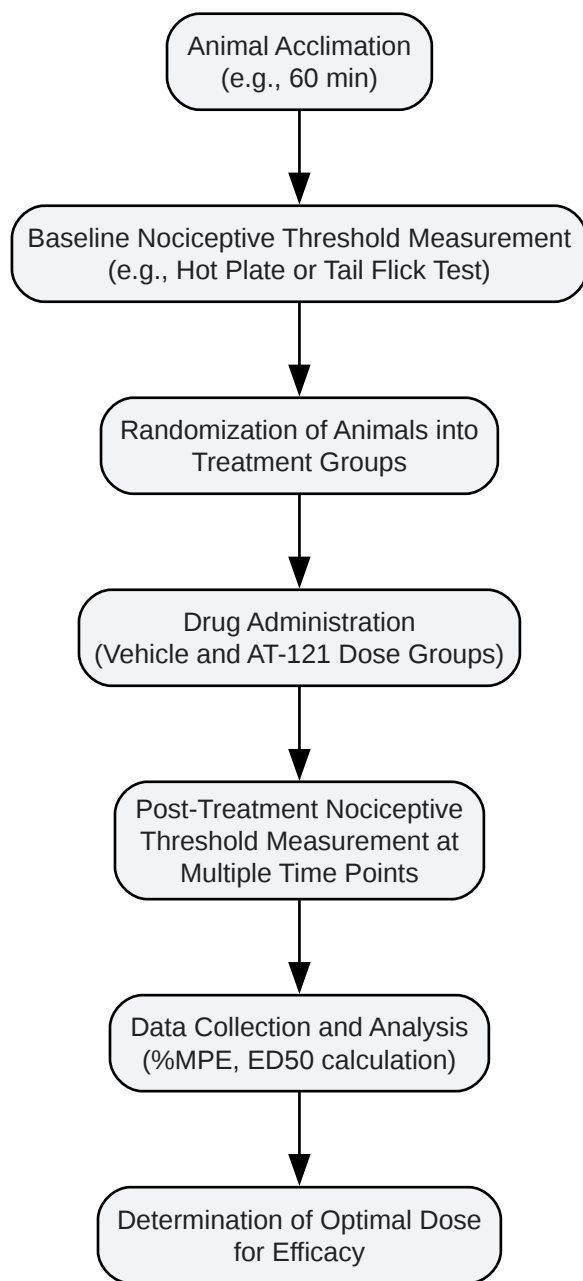 Animal Acclimation
(e.g., 60 min)
Baseline Nociceptive Threshold Measurement
(e.g., Hot Plate or Tail Flick Test)
Randomization of Animals into
Treatment Groups
Drug Administration
(Vehicle and AT-121 Dose Groups)
Post-Treatment Nociceptive
Threshold Measurement at
Multiple Time Points
Data Collection and Analysis
(%MPE, ED50 calculation)
Determination of Optimal Dose
for Efficacy